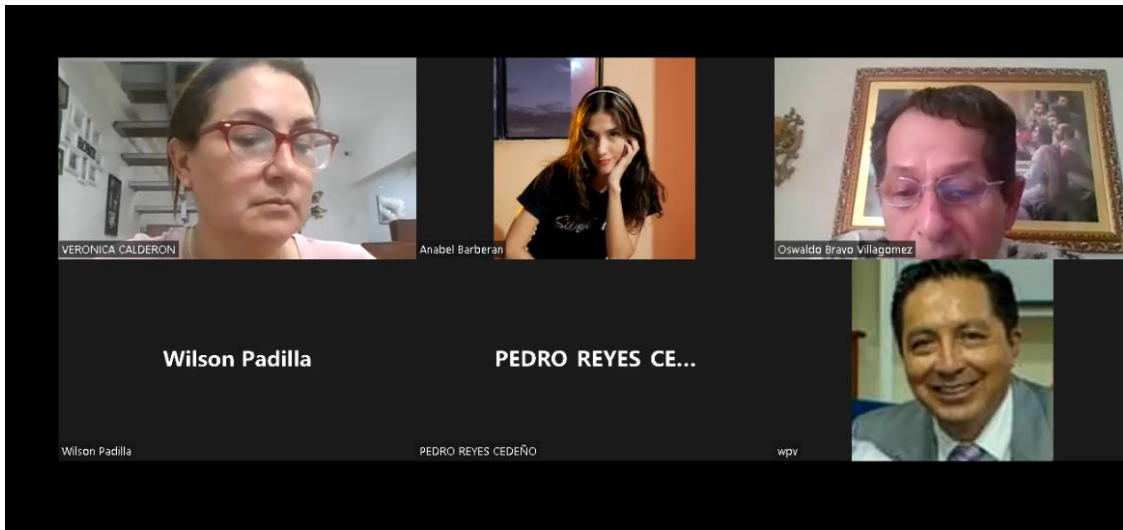 VERONICA CALDERON
Anabel Barberan
Oswaldo Bravo Villagomez
Wilson Padilla
PEDRO REYES CE...
Wilson Padilla
PEDRO REYES CEDEÑO
wpv